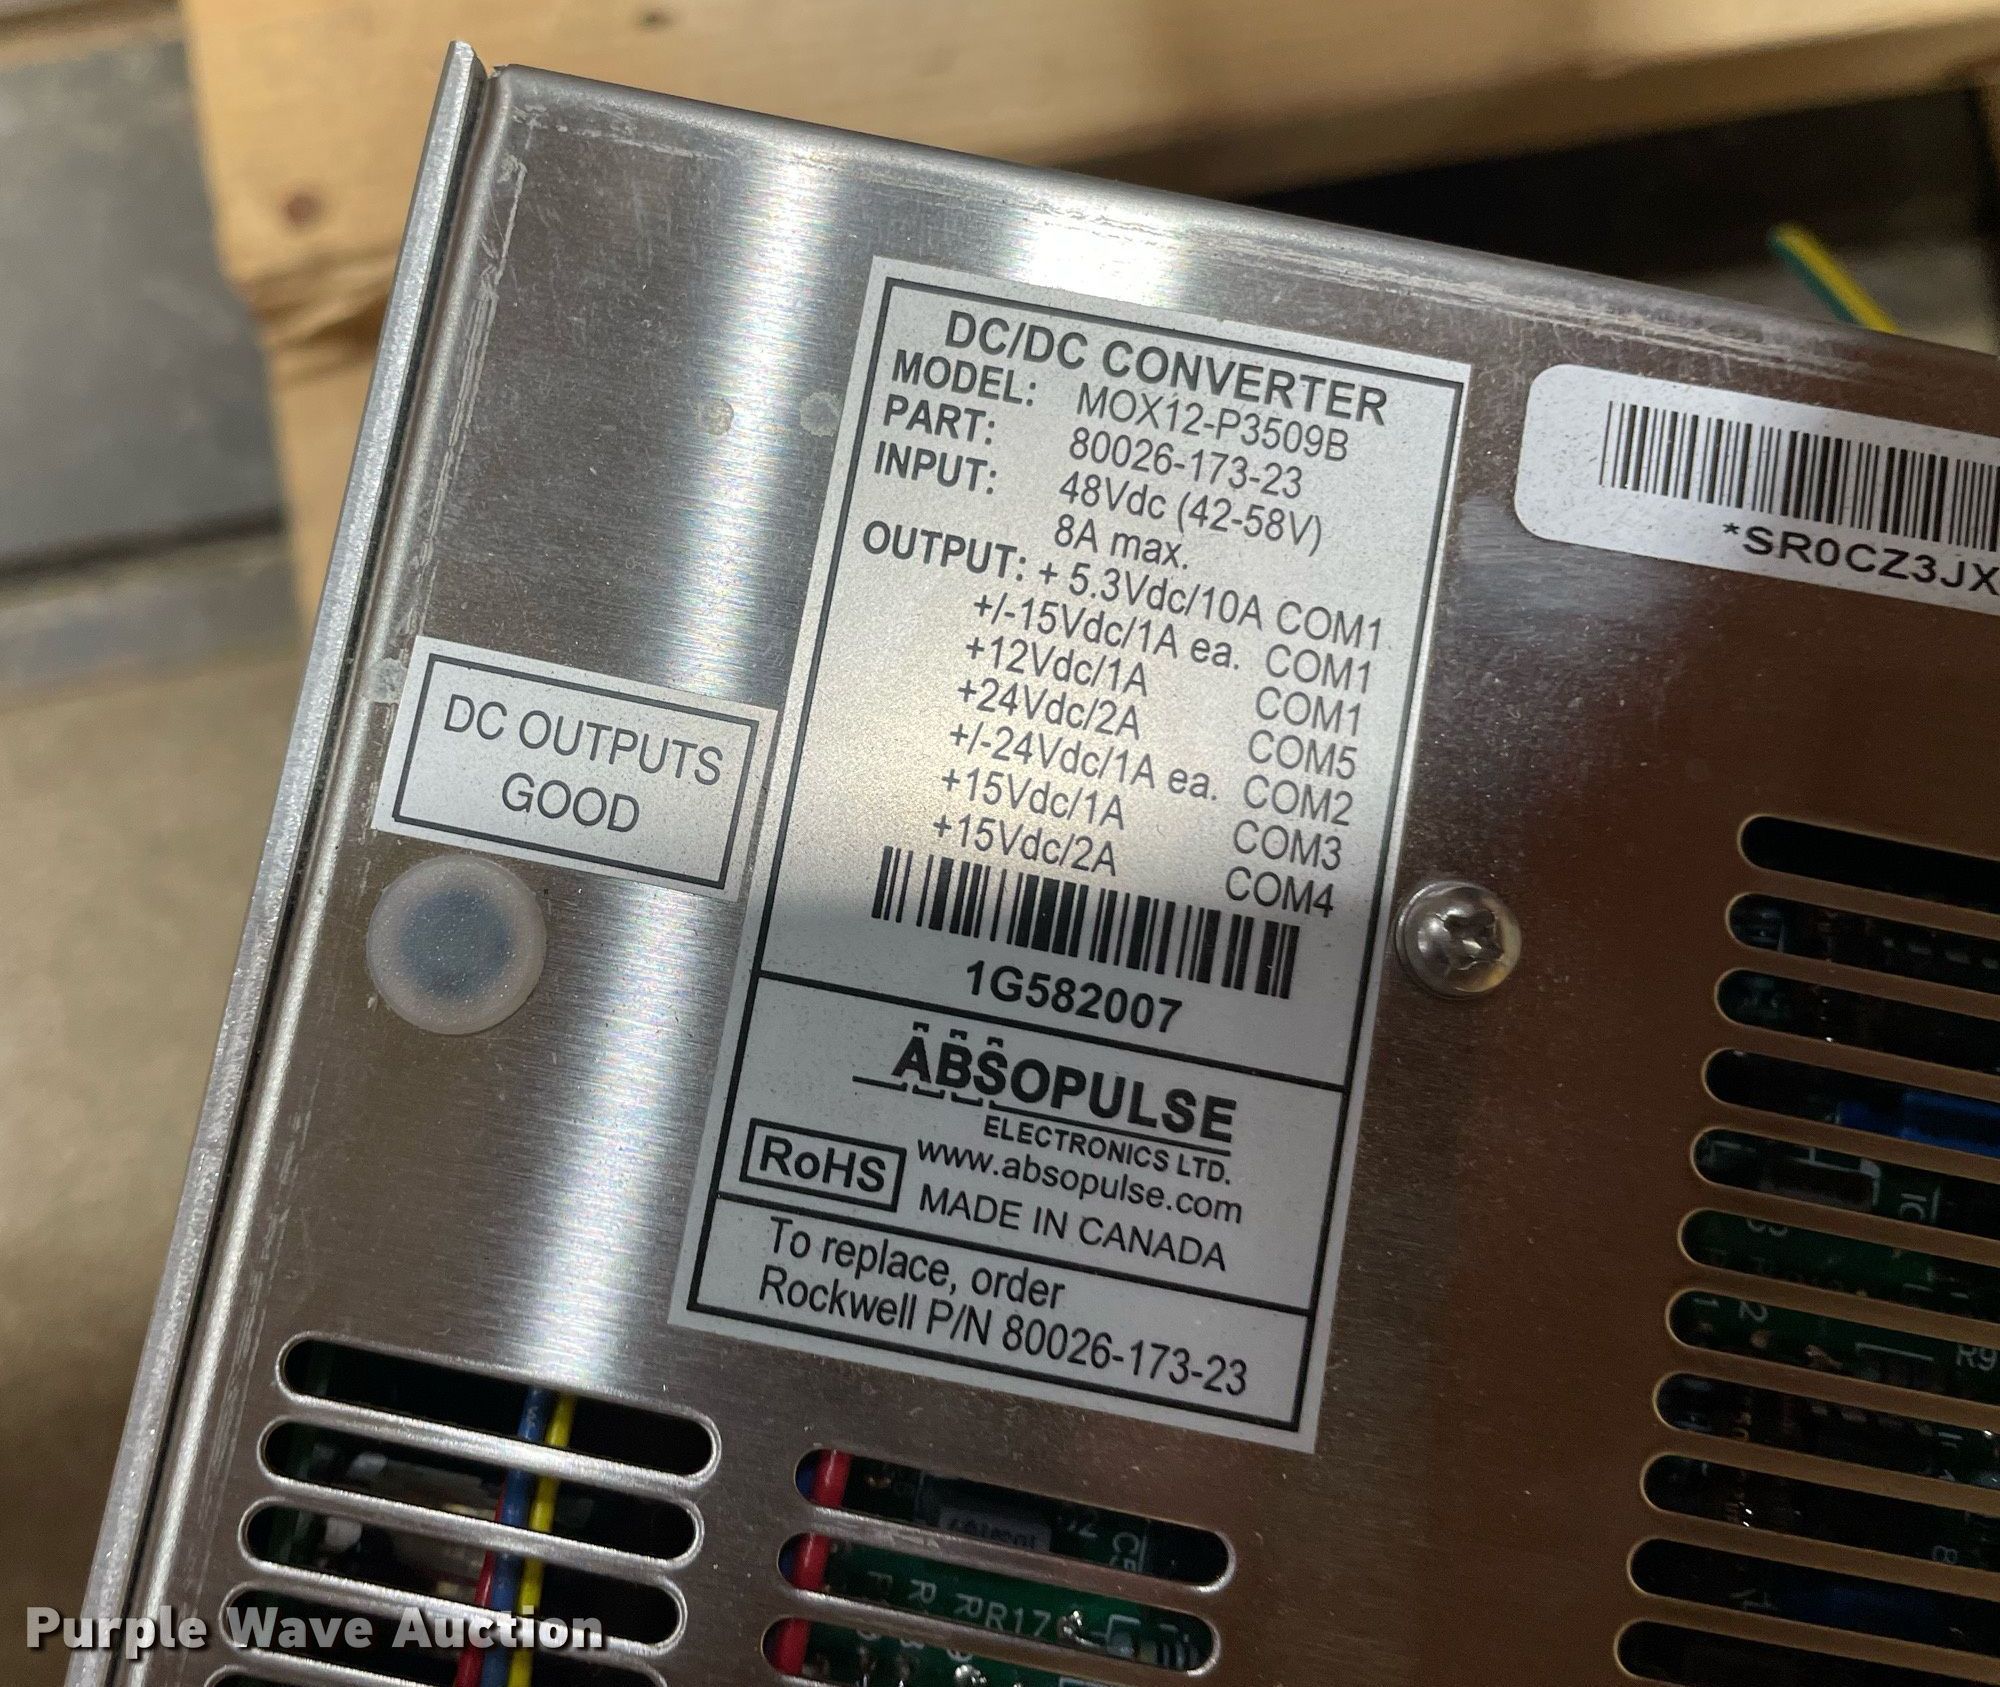 DC/DC CONVERTER
MODEL: MOX12-P3509B
PART: 80026-173-23
INPUT: 48Vdc (42-58V)
8A max.
OUTPUT: + 5.3Vdc/10A COM1
+/-15Vdc/1A ea. COM1
+12Vdc/1A COM1
+24Vdc/2A COM5
+/-24Vdc/1A ea. COM2
+15Vdc/1A COM3
+15Vdc/2A COM4
1G582007
ABSOPULSE
ELECTRONICS LTD.
RoHS
www.absopulse.com
MADE IN CANADA
To replace, order
Rockwell P/N 80026-173-23
DC OUTPUTS
GOOD
*SR0CZ3JX
R9
RR17
Purple Wave Auction